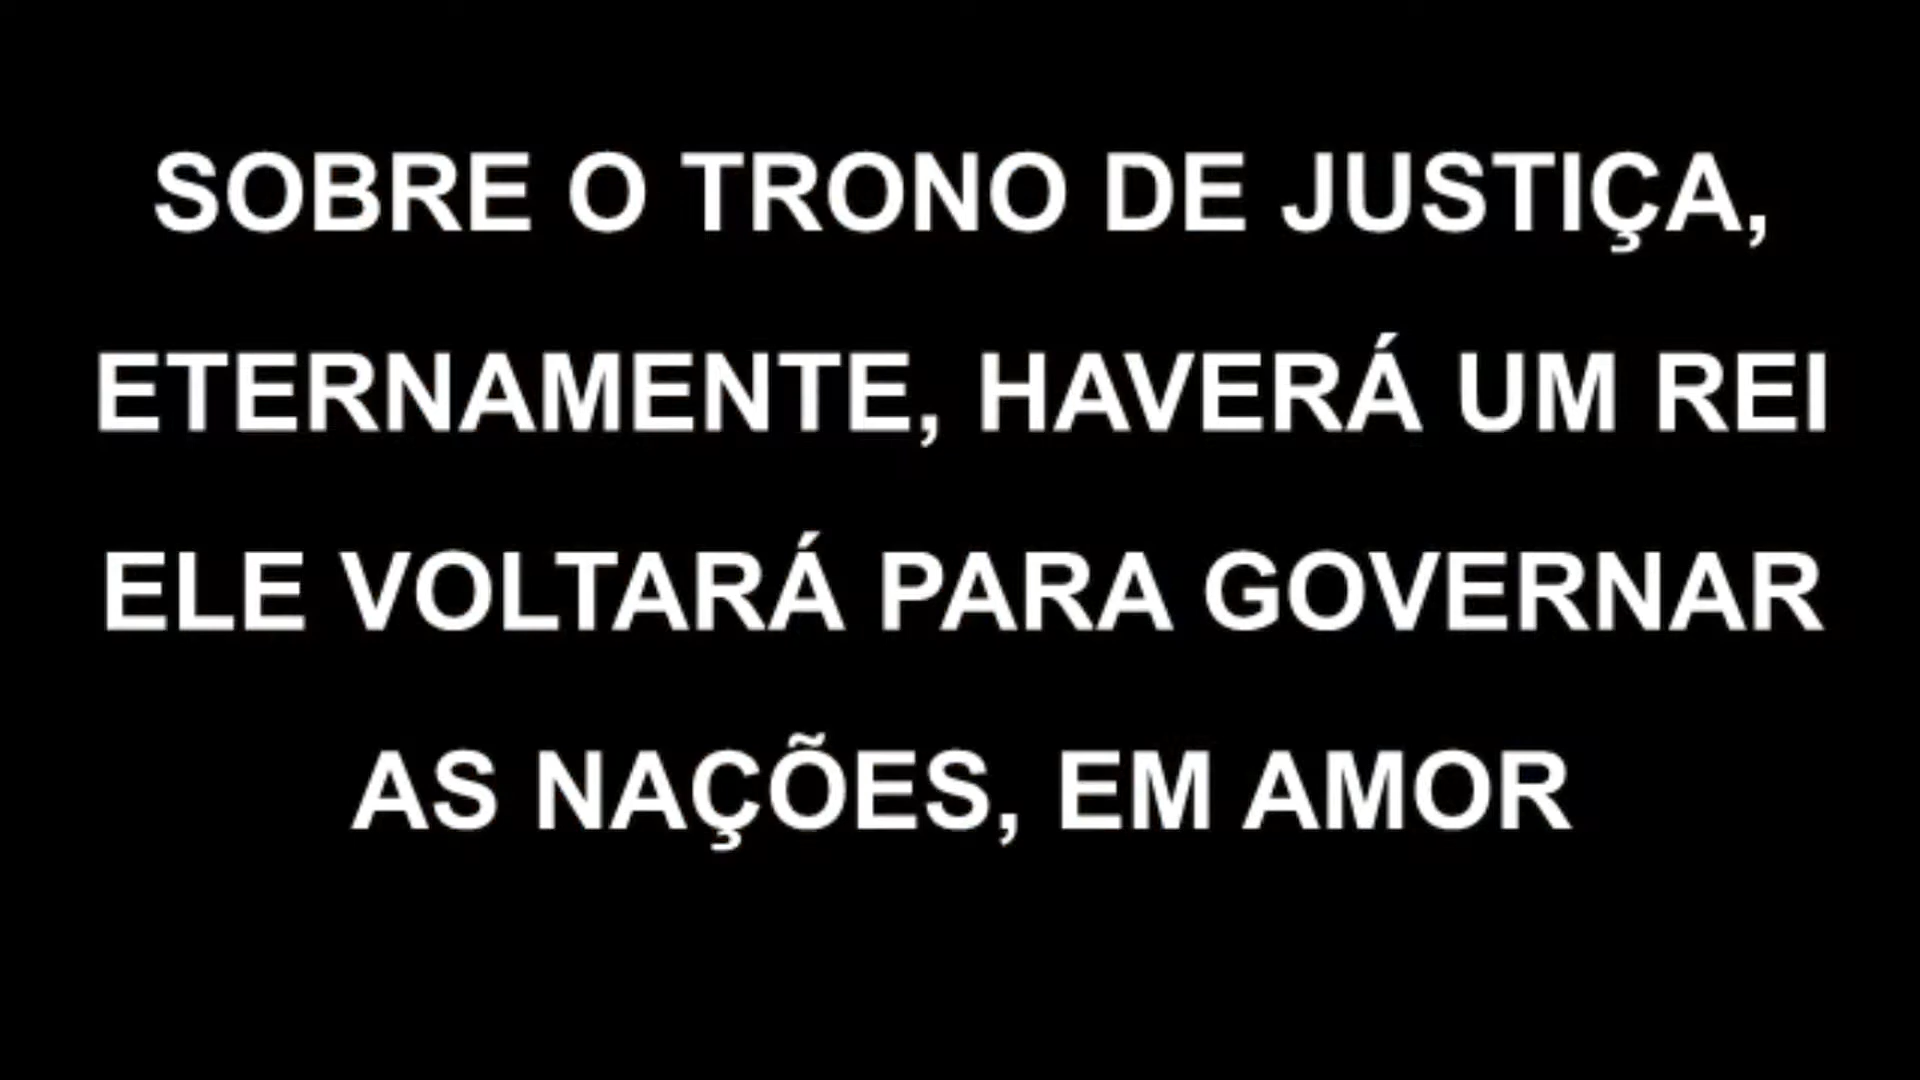 SOBRE O TRONO DE JUSTIÇA,
ETERNAMENTE, HAVERÁ UM REI
ELE VOLTARÁ PARA GOVERNAR
AS NAÇÕES, EM AMOR